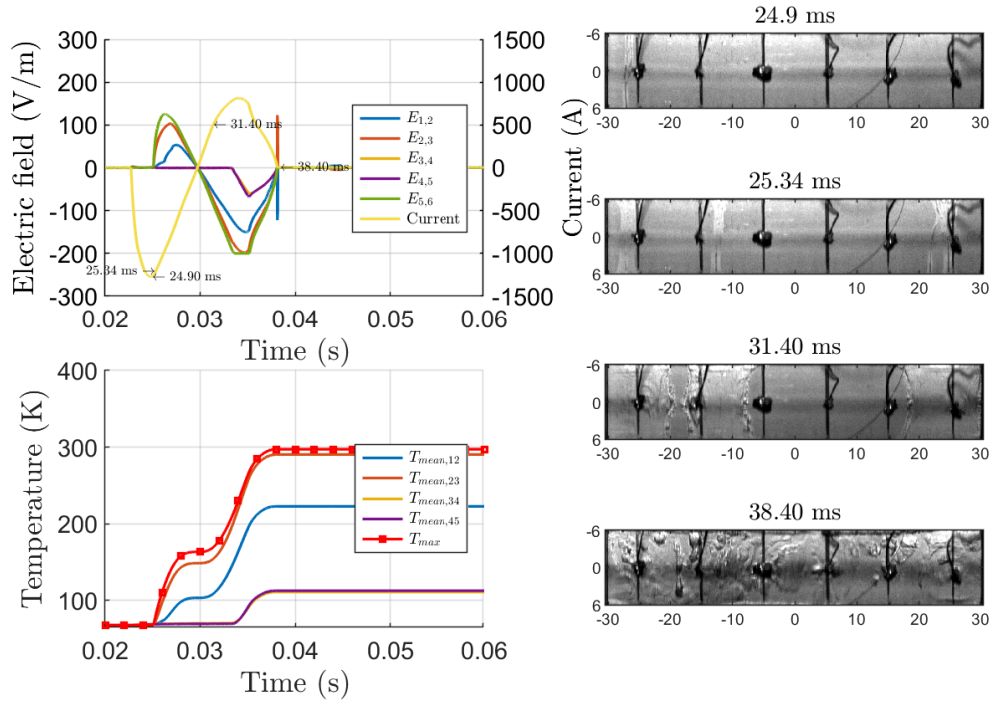 300
200
100
0
-100
-200
-300
Electric field (V/m)
1500
1000
500
0
-500
-1000
-1500
Current (A)
0.02 0.03 0.04 0.05 0.06
Time (s)
← 31.40 ms
← 38.40 ms
25.34 ms →
← 24.90 ms
E1,2
E2,3
E3,4
E4,5
E5,6
Current
400
300
200
100
Temperature (K)
0.02 0.03 0.04 0.05 0.06
Time (s)
Tmean,12
Tmean,23
Tmean,34
Tmean,45
Tmax
24.9 ms
-6
0
6
-30 -20 -10 0 10 20 30
25.34 ms
-6
0
6
-30 -20 -10 0 10 20 30
31.40 ms
-6
0
6
-30 -20 -10 0 10 20 30
38.40 ms
-6
0
6
-30 -20 -10 0 10 20 30